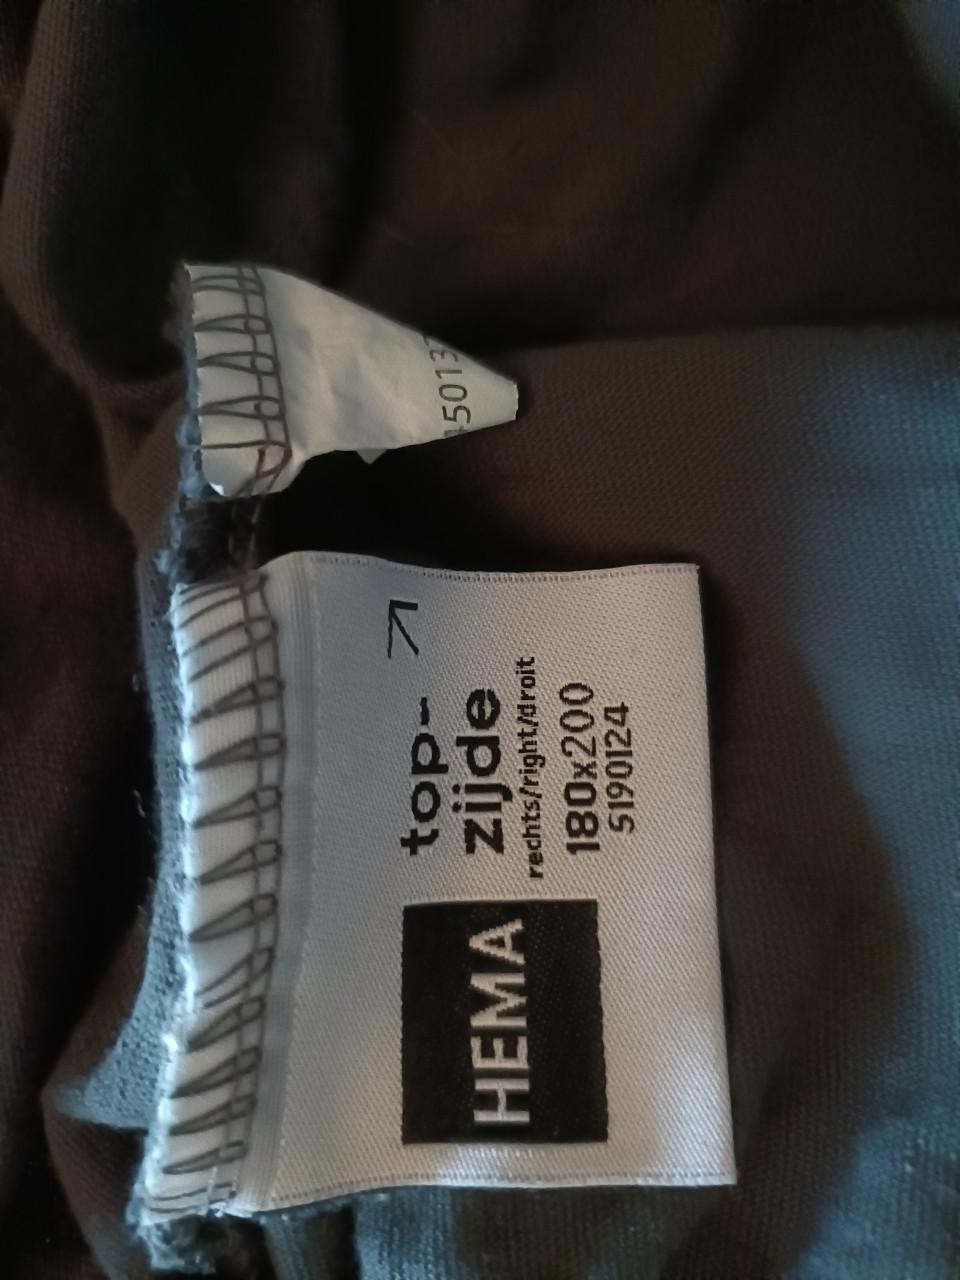 HEMA
top-
zijde
rechts/right/droit
180x200
5190124